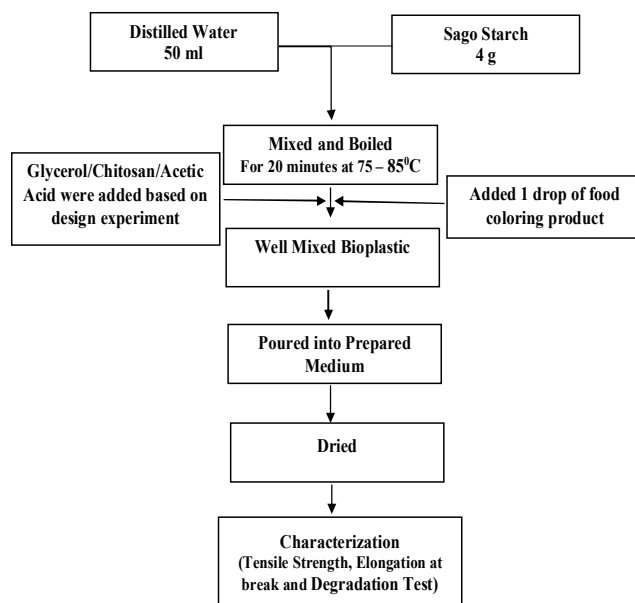 Distilled Water
50 ml
Sago Starch
4 g
Mixed and Boiled
For 20 minutes at 75 – 85⁰C
Glycerol/Chitosan/Acetic
Acid were added based on
design experiment
Added 1 drop of food
coloring product
Well Mixed Bioplastic
Poured into Prepared
Medium
Dried
Characterization
(Tensile Strength, Elongation at
break and Degradation Test)